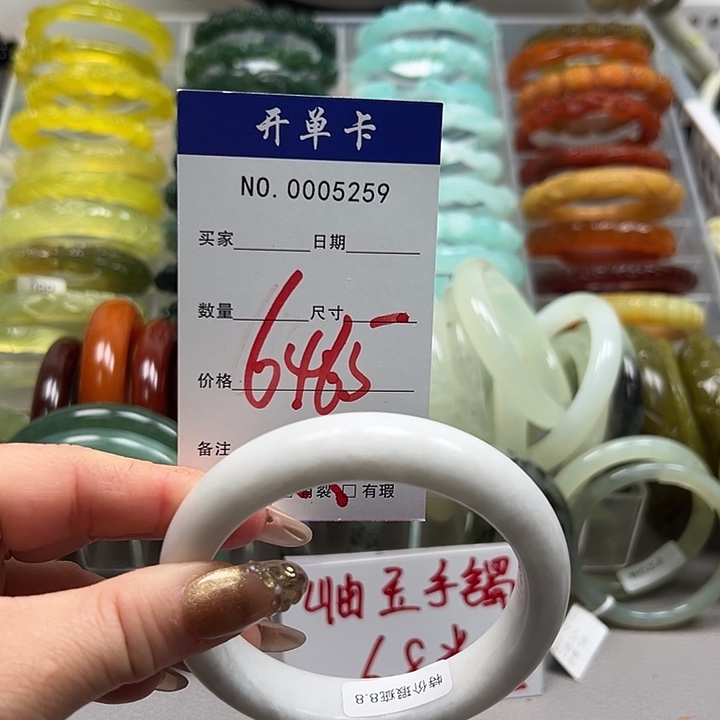 开单卡
NO. 0005259
买家 日期
数量 尺寸
6465
价格
备注
裂 □ 有瑕
岫玉手镯
特价瑕疵8.8